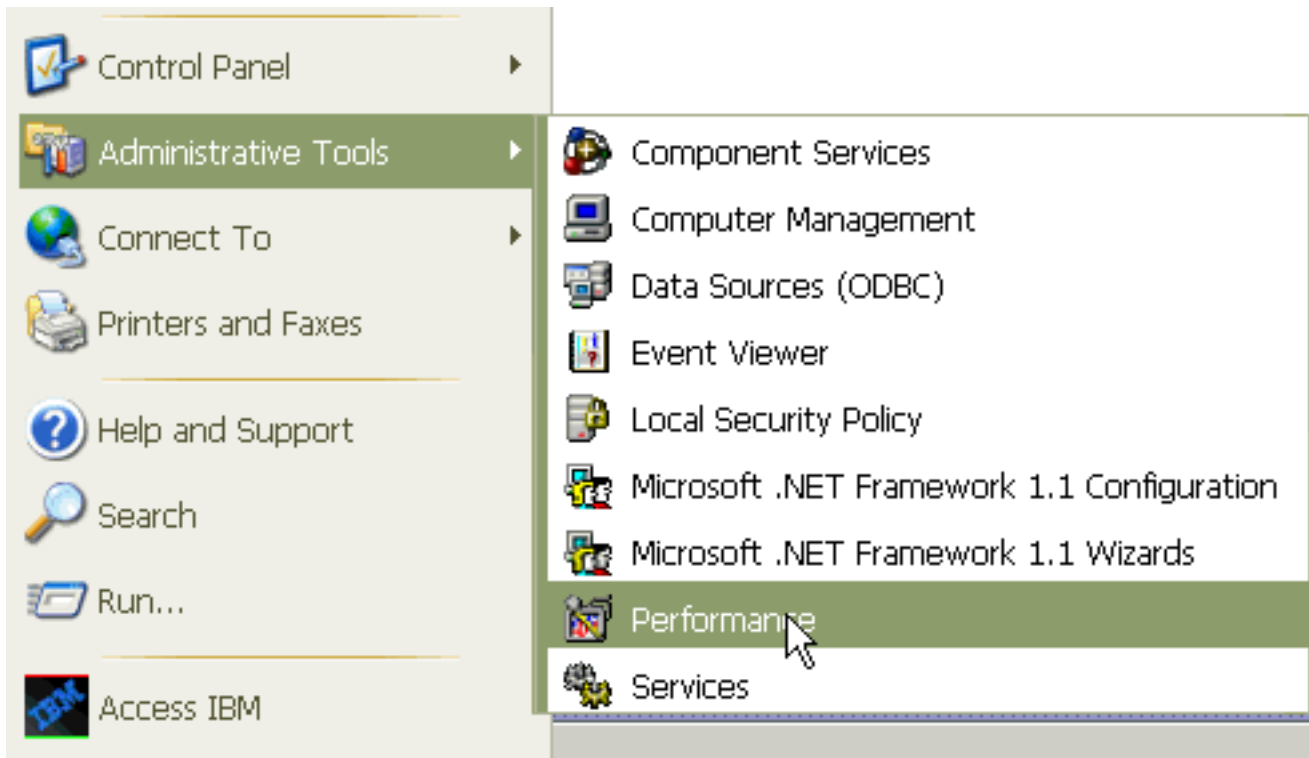 Control Panel
Administrative Tools
Connect To
Printers and Faxes
Help and Support
Search
Run...
IBM
Access IBM
Component Services
Computer Management
Data Sources (ODBC)
Event Viewer
Local Security Policy
Microsoft .NET Framework 1.1 Configuration
Microsoft .NET Framework 1.1 Wizards
Performance
Services